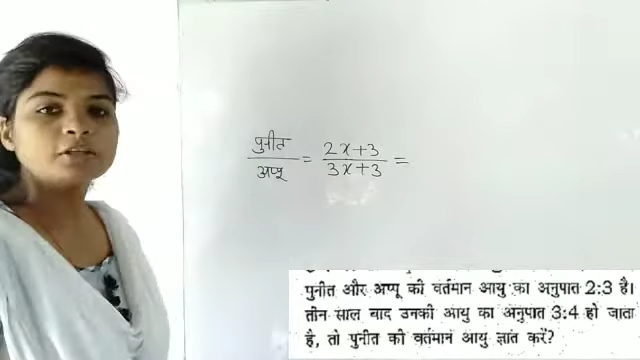 पुनीत / अप्पू = 2x+3 / 3x+3 =
पुनीत और अप्पू की वर्तमान आयु का अनुपात 2:3 है।
तीन साल बाद उनकी आयु का अनुपात 3:4 हो जाता
है, तो पुनीत की वर्तमान आयु ज्ञात करें?